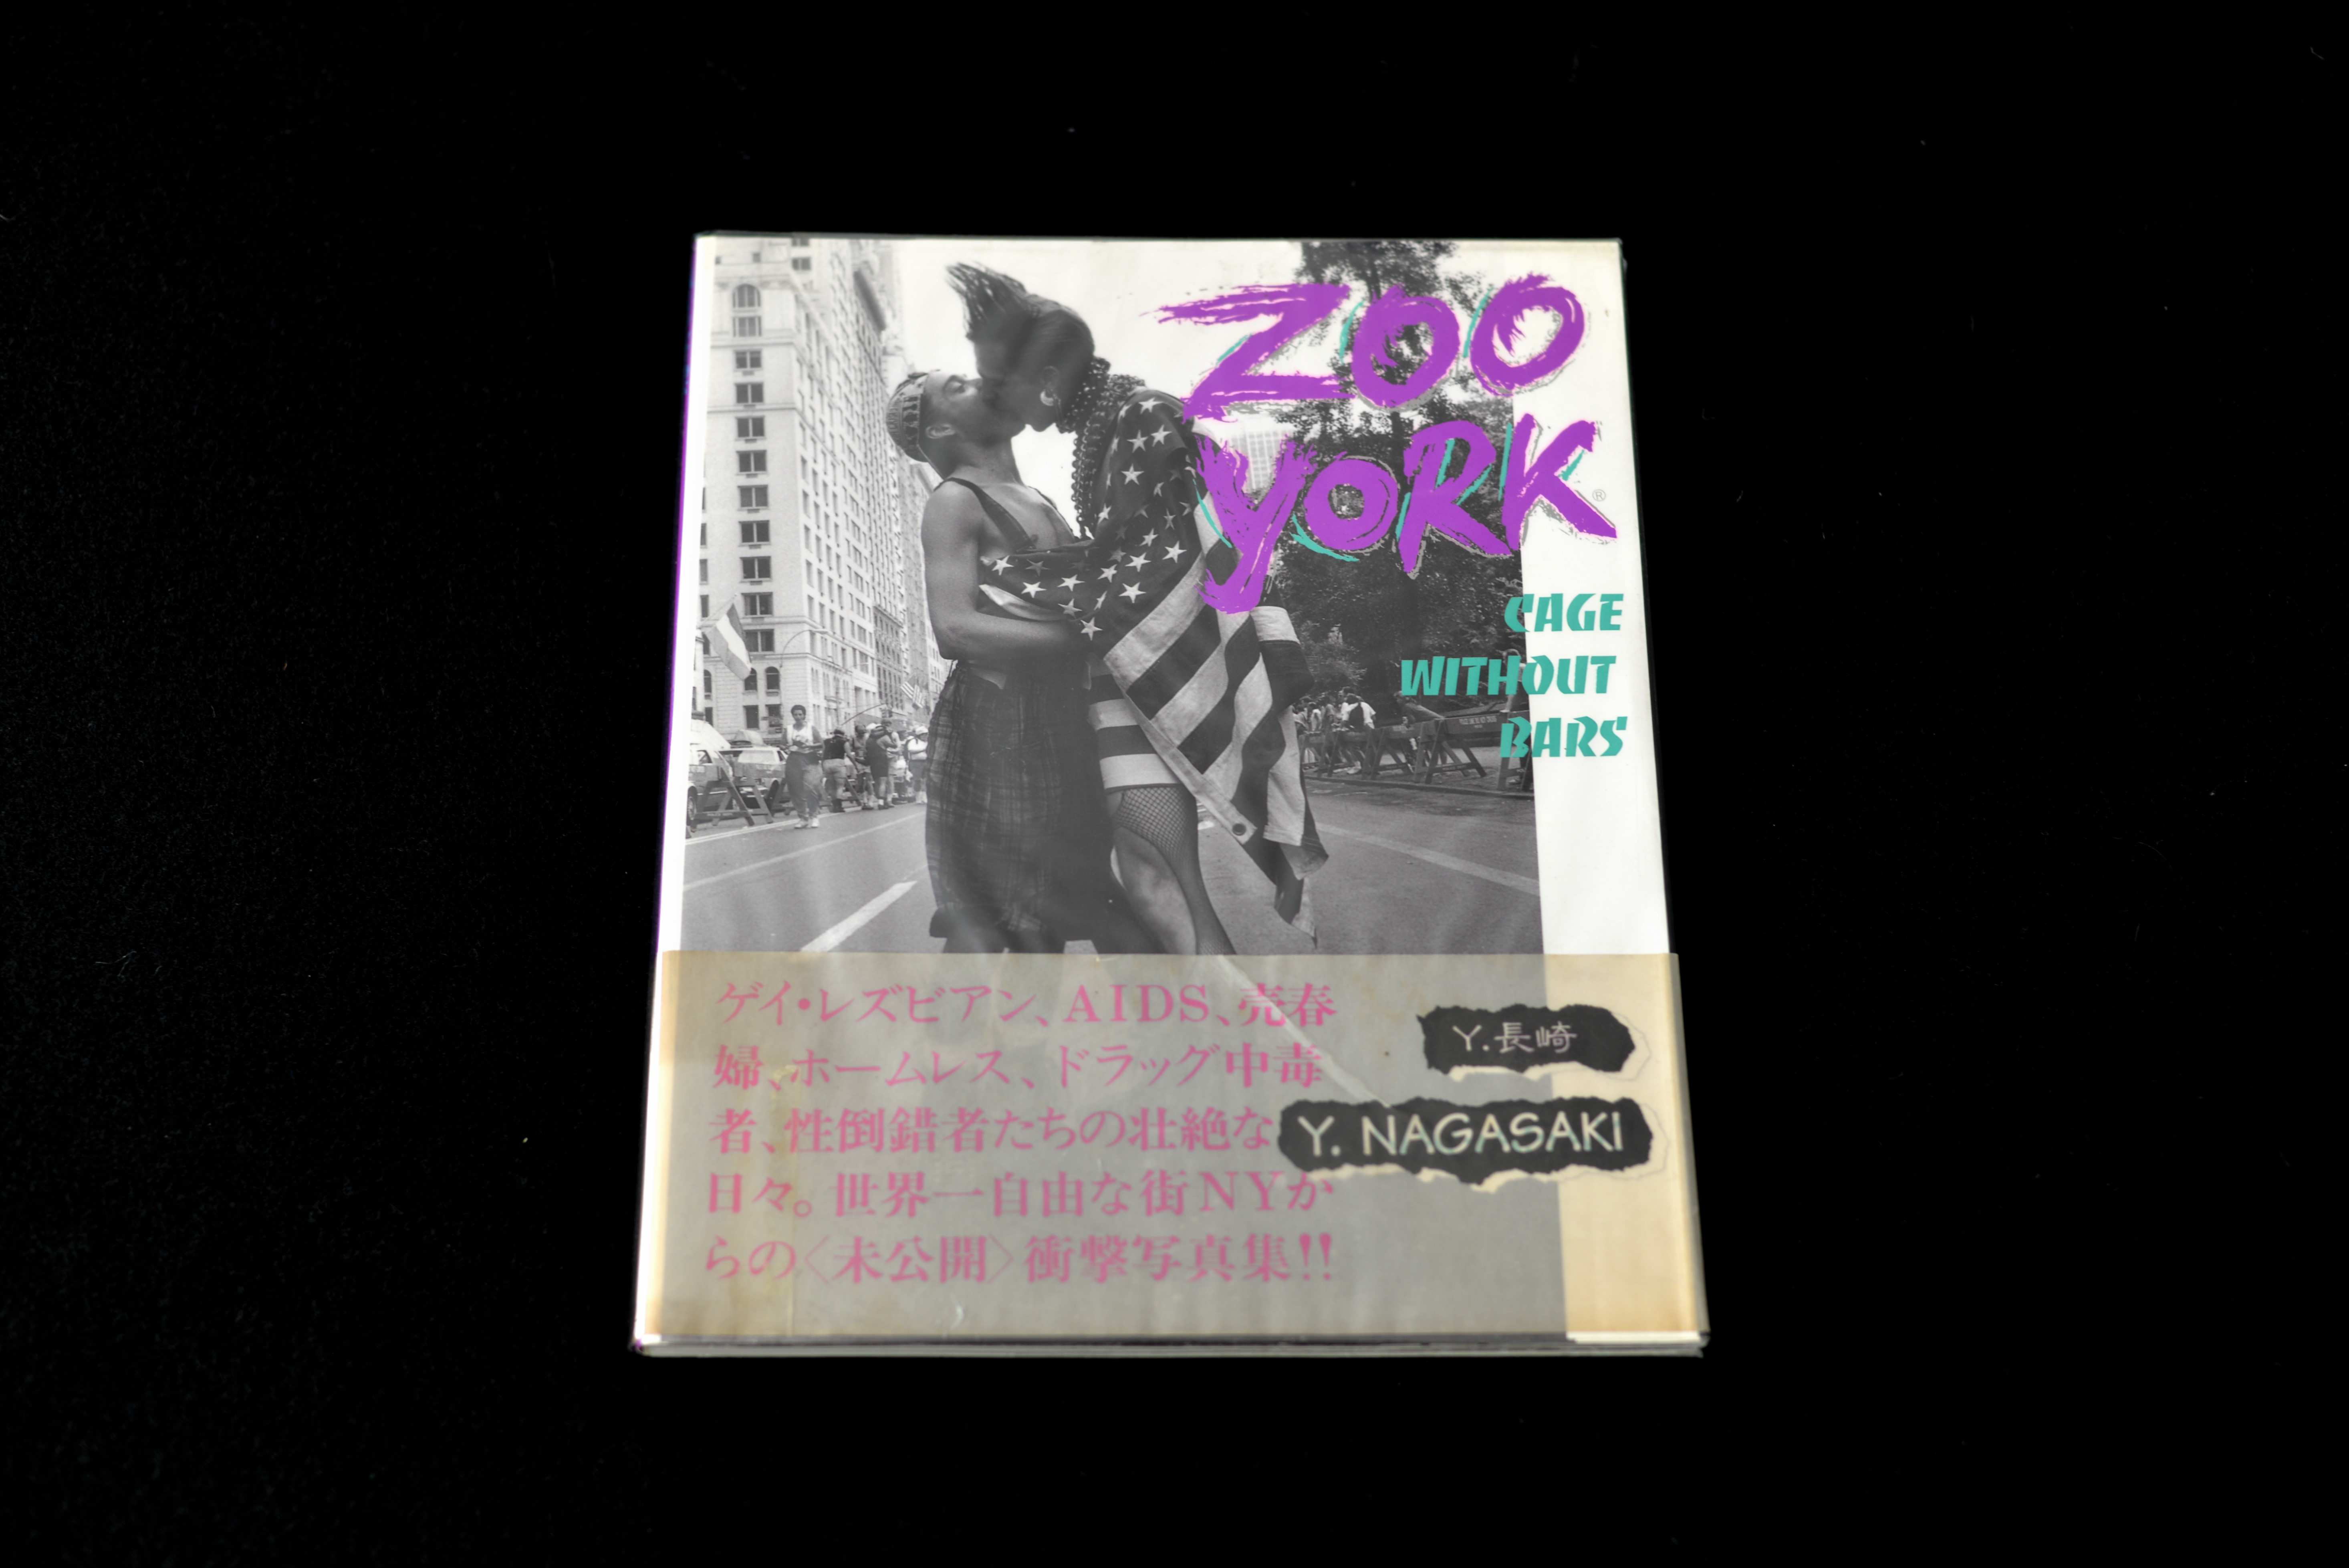 ZOO
YORK
®
CAGE
WITHOUT
BARS
ゲイ・レズビアン、AIDS、売春
婦、ホームレス、ドラッグ中毒
者、性倒錯者たちの壮絶な
日々。世界一自由な街NYか
らの〈未公開〉衝撃写真集!!
Y.長崎
Y. NAGASAKI